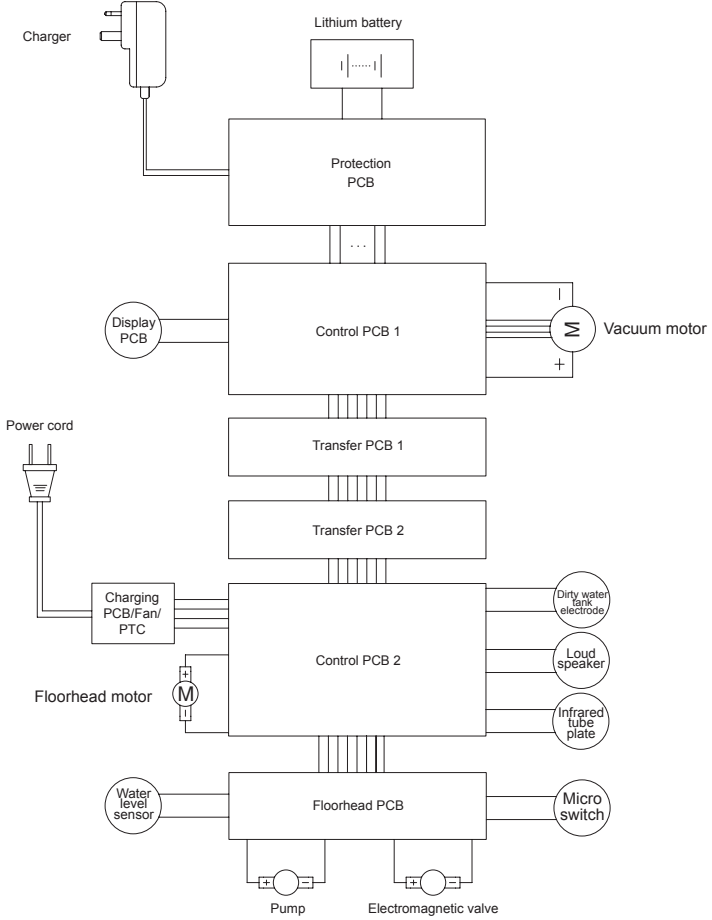 Lithium battery
Charger
Protection
PCB
...
Display
PCB
Control PCB 1
−
M
+
Vacuum motor
Transfer PCB 1
Power cord
Transfer PCB 2
Charging
PCB/Fan/
PTC
Dirty water
tank
electrode
Control PCB 2
Loud
speaker
Floorhead motor
+
M
−
Infrared
tube
plate
Water
level
sensor
Floorhead PCB
Micro
switch
+ −
+ −
Pump
Electromagnetic valve